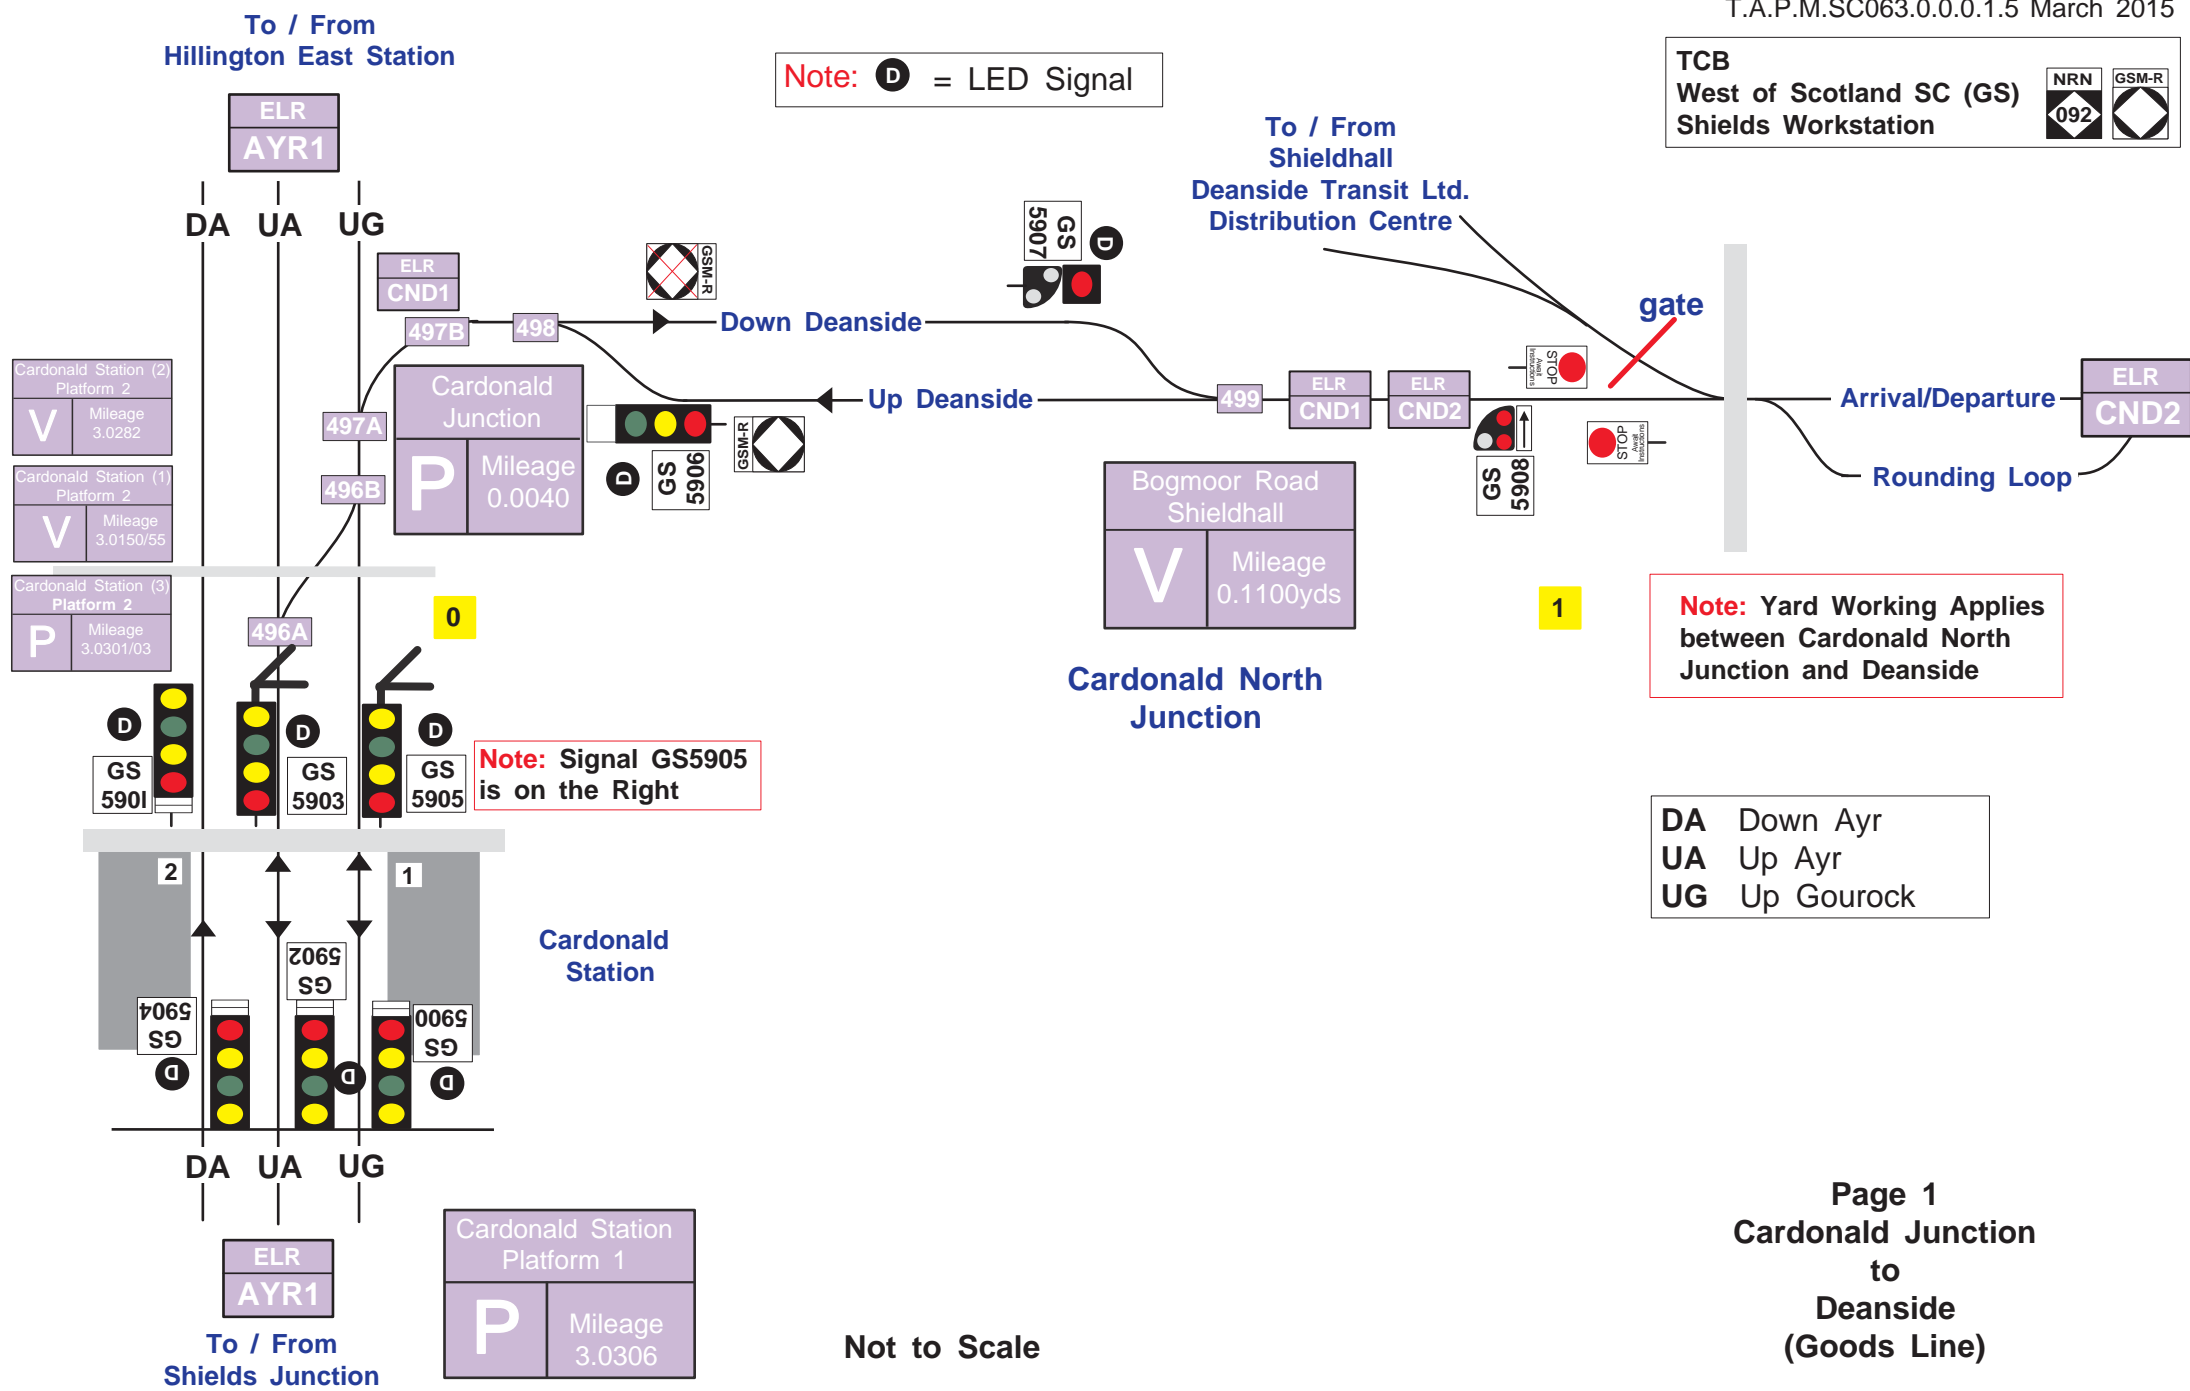 T.A.P.M.SC063.0.0.0.1.5 March 2015
To / From
Hillington East Station
Note: D = LED Signal
TCB
West of Scotland SC (GS)
Shields Workstation
NRN
092
GSM-R
ELR
AYR1
To / From
Shieldhall
Deanside Transit Ltd.
Distribution Centre
DA UA UG
ELR
CND1
GSM-R
GS
5907
D
gate
497B
498
Down Deanside
Cardonald Station (2)
Platform 2
V
Mileage
3.0282
Cardonald
Junction
P
Mileage
0.0040
497A
Up Deanside
499
ELR
CND1
ELR
CND2
STOP
Await
Instructions
Arrival/Departure
ELR
CND2
GSM-R
D
GS
5906
GS
5908
STOP
Await
Instructions
Rounding Loop
Cardonald Station (1)
Platform 2
V
Mileage
3.0150/55
496B
Bogmoor Road
Shieldhall
V
Mileage
0.1100yds
Cardonald Station (3)
Platform 2
P
Mileage
3.0301/03
496A
0
1
Note: Yard Working Applies
between Cardonald North
Junction and Deanside
Cardonald North
Junction
D
GS
590I
D
GS
5903
D
GS
5905
Note: Signal GS5905
is on the Right
DA Down Ayr
UA Up Ayr
UG Up Gourock
2
1
Cardonald
Station
GS
5904
D
GS
5902
D
GS
5900
D
DA UA UG
ELR
AYR1
To / From
Shields Junction
Cardonald Station
Platform 1
P
Mileage
3.0306
Not to Scale
Page 1
Cardonald Junction
to
Deanside
(Goods Line)